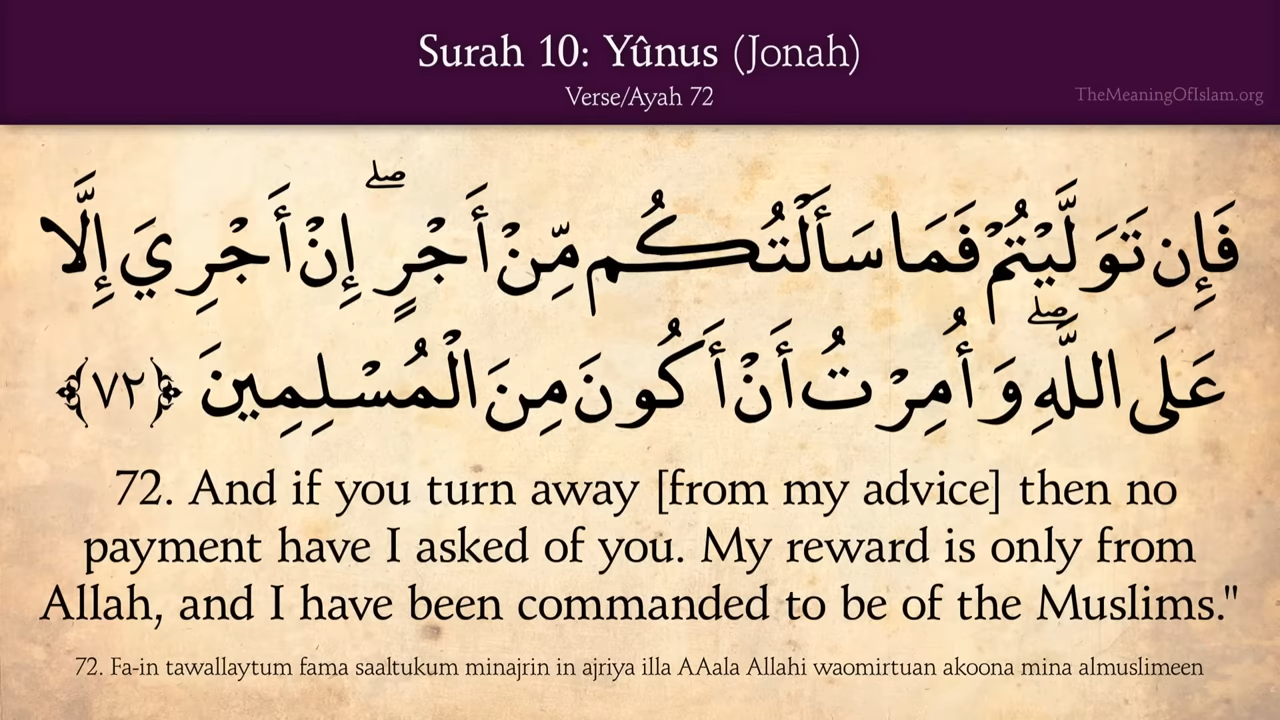 Surah 10: Yûnus (Jonah)
Verse/Ayah 72
TheMeaningOfIslam.org
فَإِن تَوَلَّيْتُمْ فَمَا سَأَلْتُكُم مِّنْ أَجْرٍ ۖ إِنْ أَجْرِيَ إِلَّا
عَلَى اللَّهِ ۖ وَأُمِرْتُ أَنْ أَكُونَ مِنَ الْمُسْلِمِينَ ﴿٧٢﴾
72. And if you turn away [from my advice] then no
payment have I asked of you. My reward is only from
Allah, and I have been commanded to be of the Muslims."
72. Fa-in tawallaytum fama saaltukum minajrin in ajriya illa AAala Allahi waomirtuan akoona mina almuslimeen